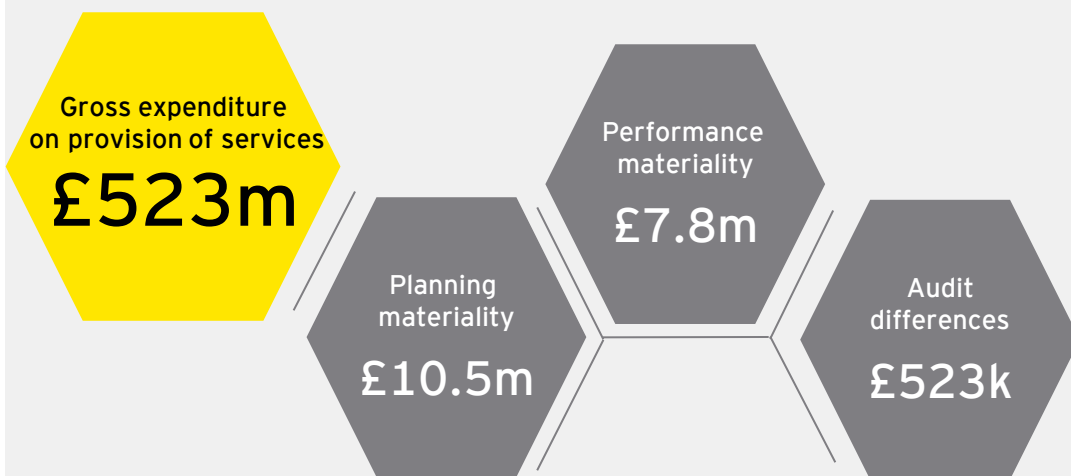 Gross expenditure
on provision of services
£523m
Planning
materiality
£10.5m
Performance
materiality
£7.8m
Audit
differences
£523k